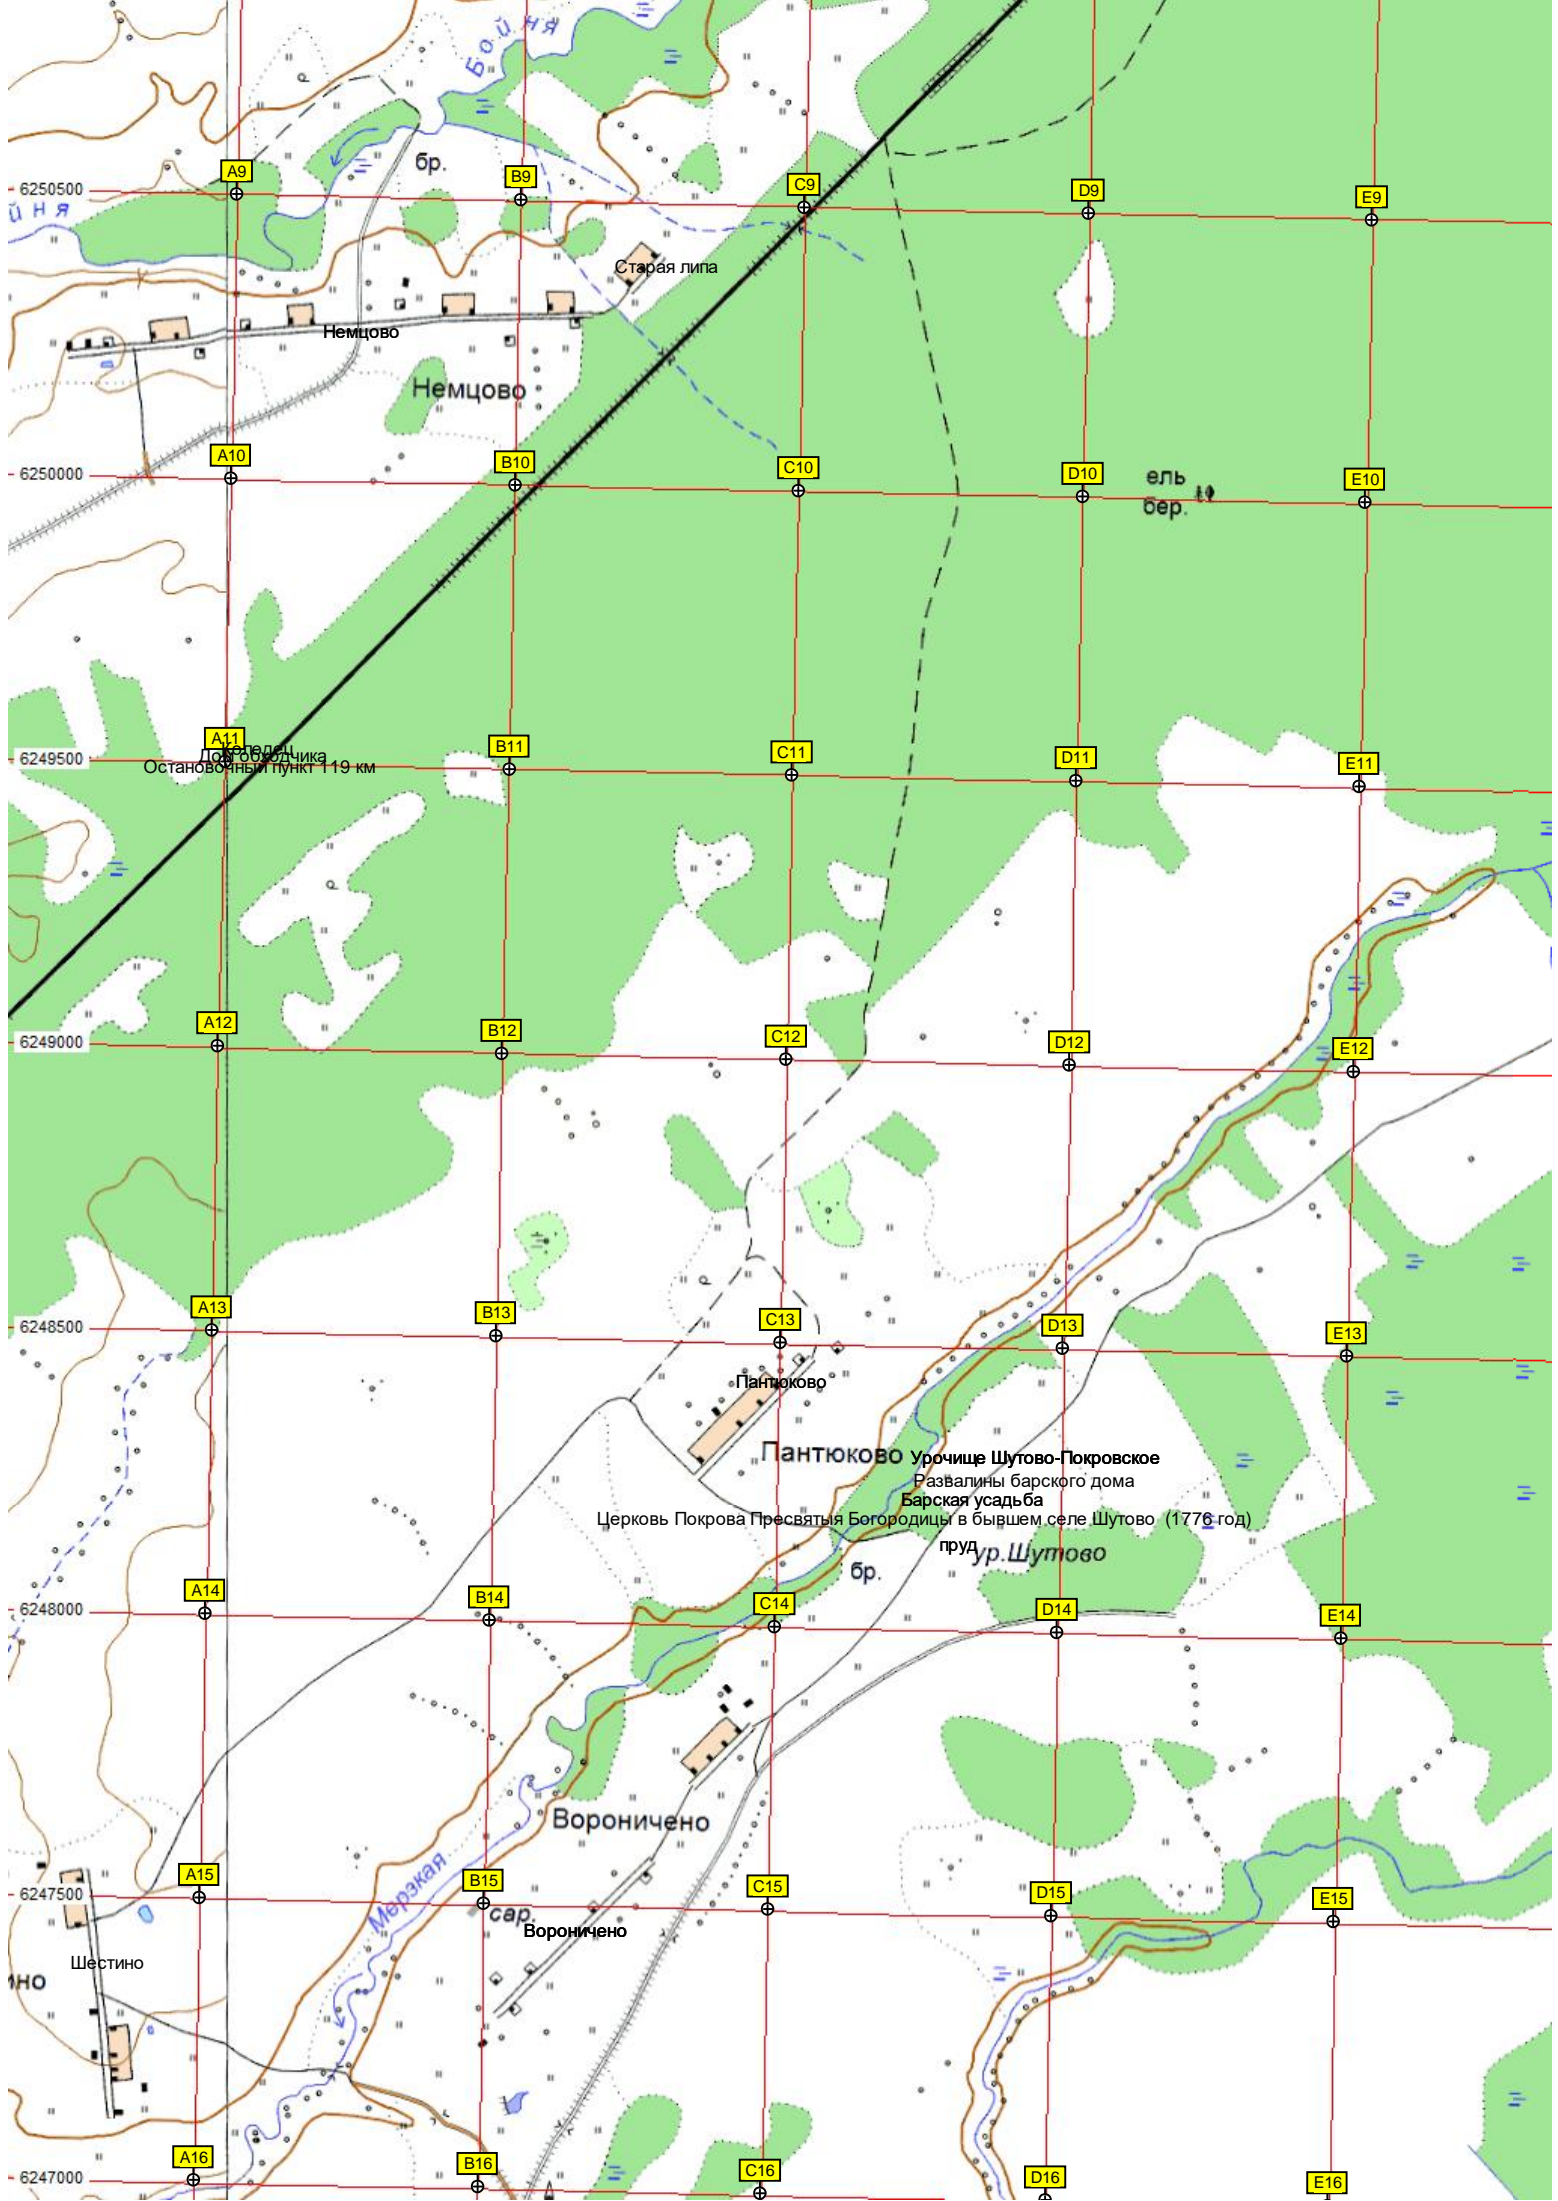 Бойня
бр.
A9
B9
C9
D9
E9
6250500
йня
Старая липа
Немцово
Немцово
A10
B10
C10
D10
E10
6250000
ель
бер.
A11
B11
C11
D11
E11
Колодец
Дом обходчика
6249500
Остановочный пункт 119 км
A12
B12
C12
D12
E12
6249000
A13
B13
C13
D13
E13
6248500
Пантюково
Пантюково
Урочище Шутово-Покровское
Развалины барского дома
Барская усадьба
Церковь Покрова Пресвятыя Богородицы в бывшем селе Шутово (1776 год)
пруд
ур.Шутово
бр.
A14
B14
C14
D14
E14
6248000
Вороничено
Мерзкая
A15
B15
C15
D15
E15
6247500
сар.
Вороничено
Шестино
ино
A16
B16
C16
D16
E16
6247000